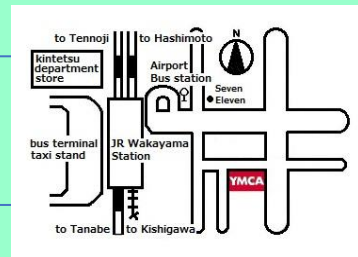 to Tennoji
to Hashimoto
N
kintetsu
department
store
Airport
Bus station
Seven
Eleven
bus terminal
taxi stand
JR Wakayama
Station
YMCA
to Tanabe
to Kishigawa